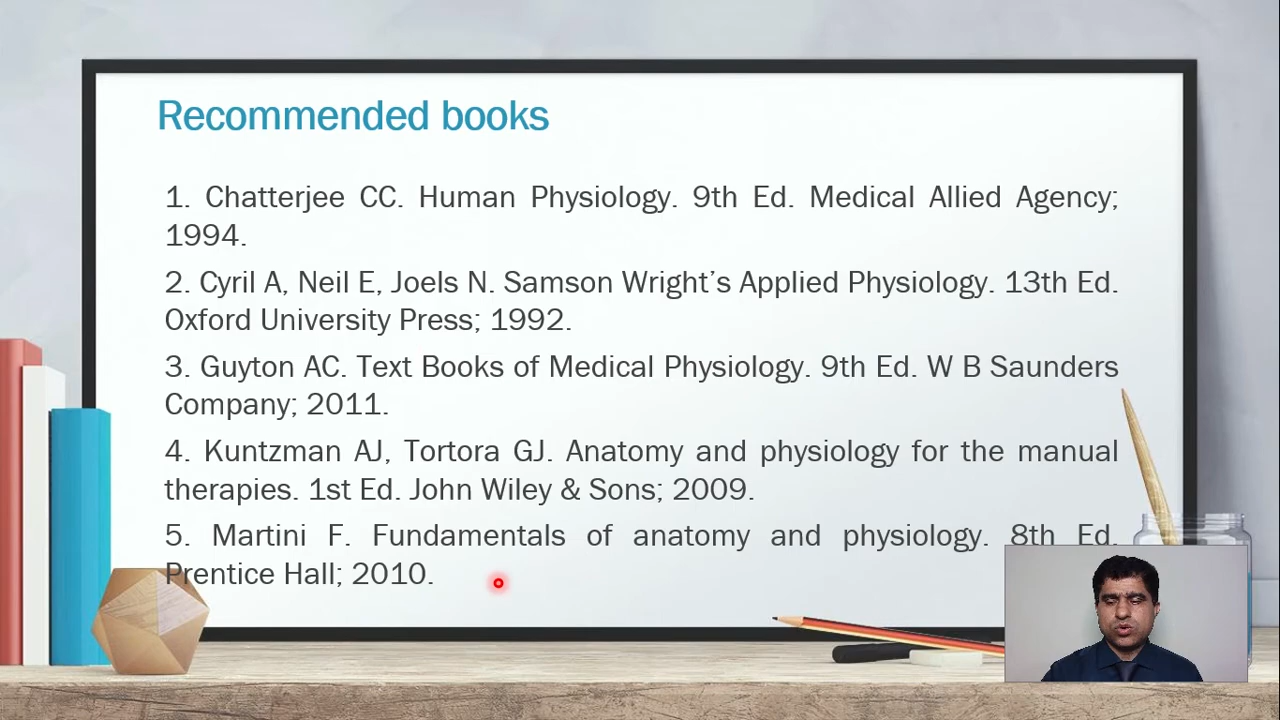 Recommended books
1. Chatterjee CC. Human Physiology. 9th Ed. Medical Allied Agency;
1994.
2. Cyril A, Neil E, Joels N. Samson Wright’s Applied Physiology. 13th Ed.
Oxford University Press; 1992.
3. Guyton AC. Text Books of Medical Physiology. 9th Ed. W B Saunders
Company; 2011.
4. Kuntzman AJ, Tortora GJ. Anatomy and physiology for the manual
therapies. 1st Ed. John Wiley & Sons; 2009.
5. Martini F. Fundamentals of anatomy and physiology. 8th Ed.
Prentice Hall; 2010.